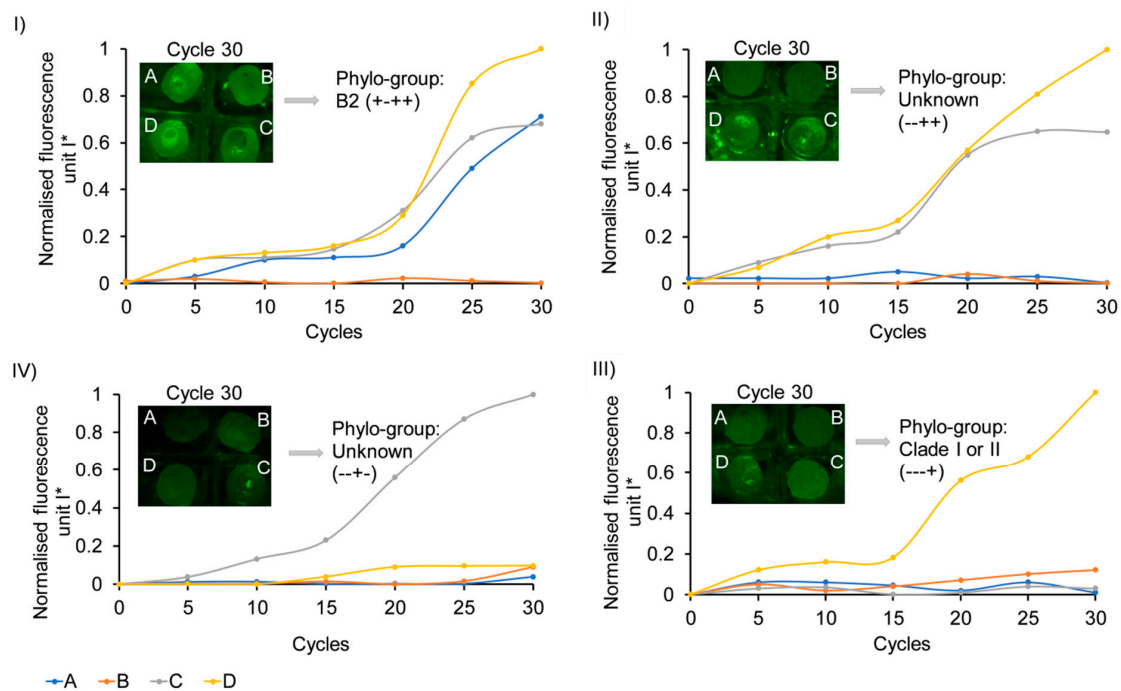 I)
Normalised fluorescence
unit I*
1
0.8
0.6
0.4
0.2
0
Cycle 30
A
B
D
C
Phylo-group:
B2 (+-++)
0 5 10 15 20 25 30
Cycles
II)
Normalised fluorescence
unit I*
1
0.8
0.6
0.4
0.2
0
Cycle 30
A
B
D
C
Phylo-group:
Unknown
(--++)
0 5 10 15 20 25 30
Cycles
IV)
Normalised fluorescence
unit I*
1
0.8
0.6
0.4
0.2
0
Cycle 30
A
B
D
C
Phylo-group:
Unknown
(--+-)
0 5 10 15 20 25 30
Cycles
III)
Normalised fluorescence
unit I*
1
0.8
0.6
0.4
0.2
0
Cycle 30
A
B
D
C
Phylo-group:
Clade I or II
(---+)
0 5 10 15 20 25 30
Cycles
A B C D